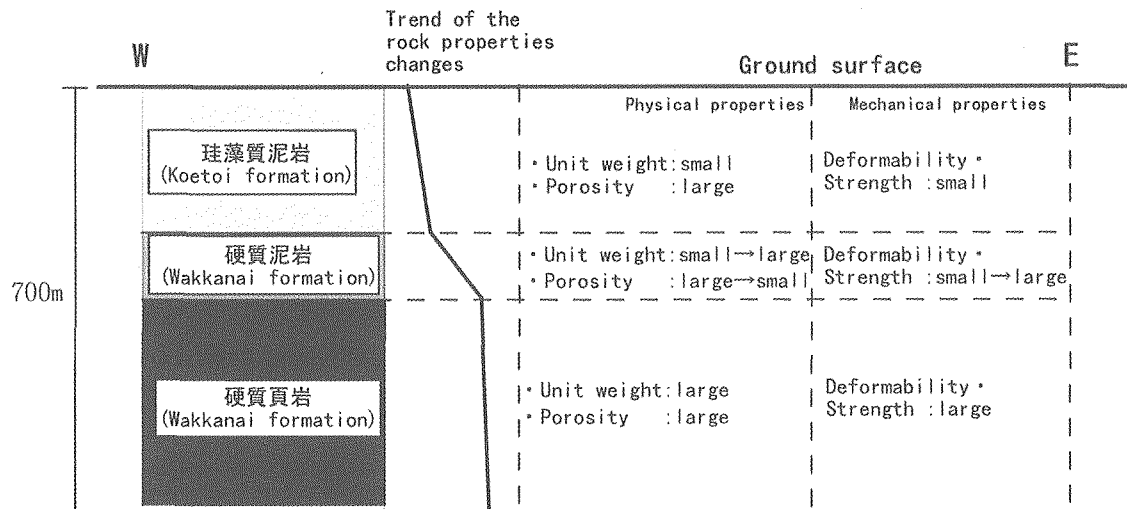 Trend of the
rock properties
changes
W
E
Ground surface
Physical properties
Mechanical properties
珪藻質泥岩
(Koetoi formation)
・Unit weight:small
・Porosity :large
Deformability・
Strength :small
硬質泥岩
(Wakkanai formation)
・Unit weight:small→large
・Porosity :large→small
Deformability・
Strength :small→large
700m
硬質頁岩
(Wakkanai formation)
・Unit weight:large
・Porosity :large
Deformability・
Strength :large